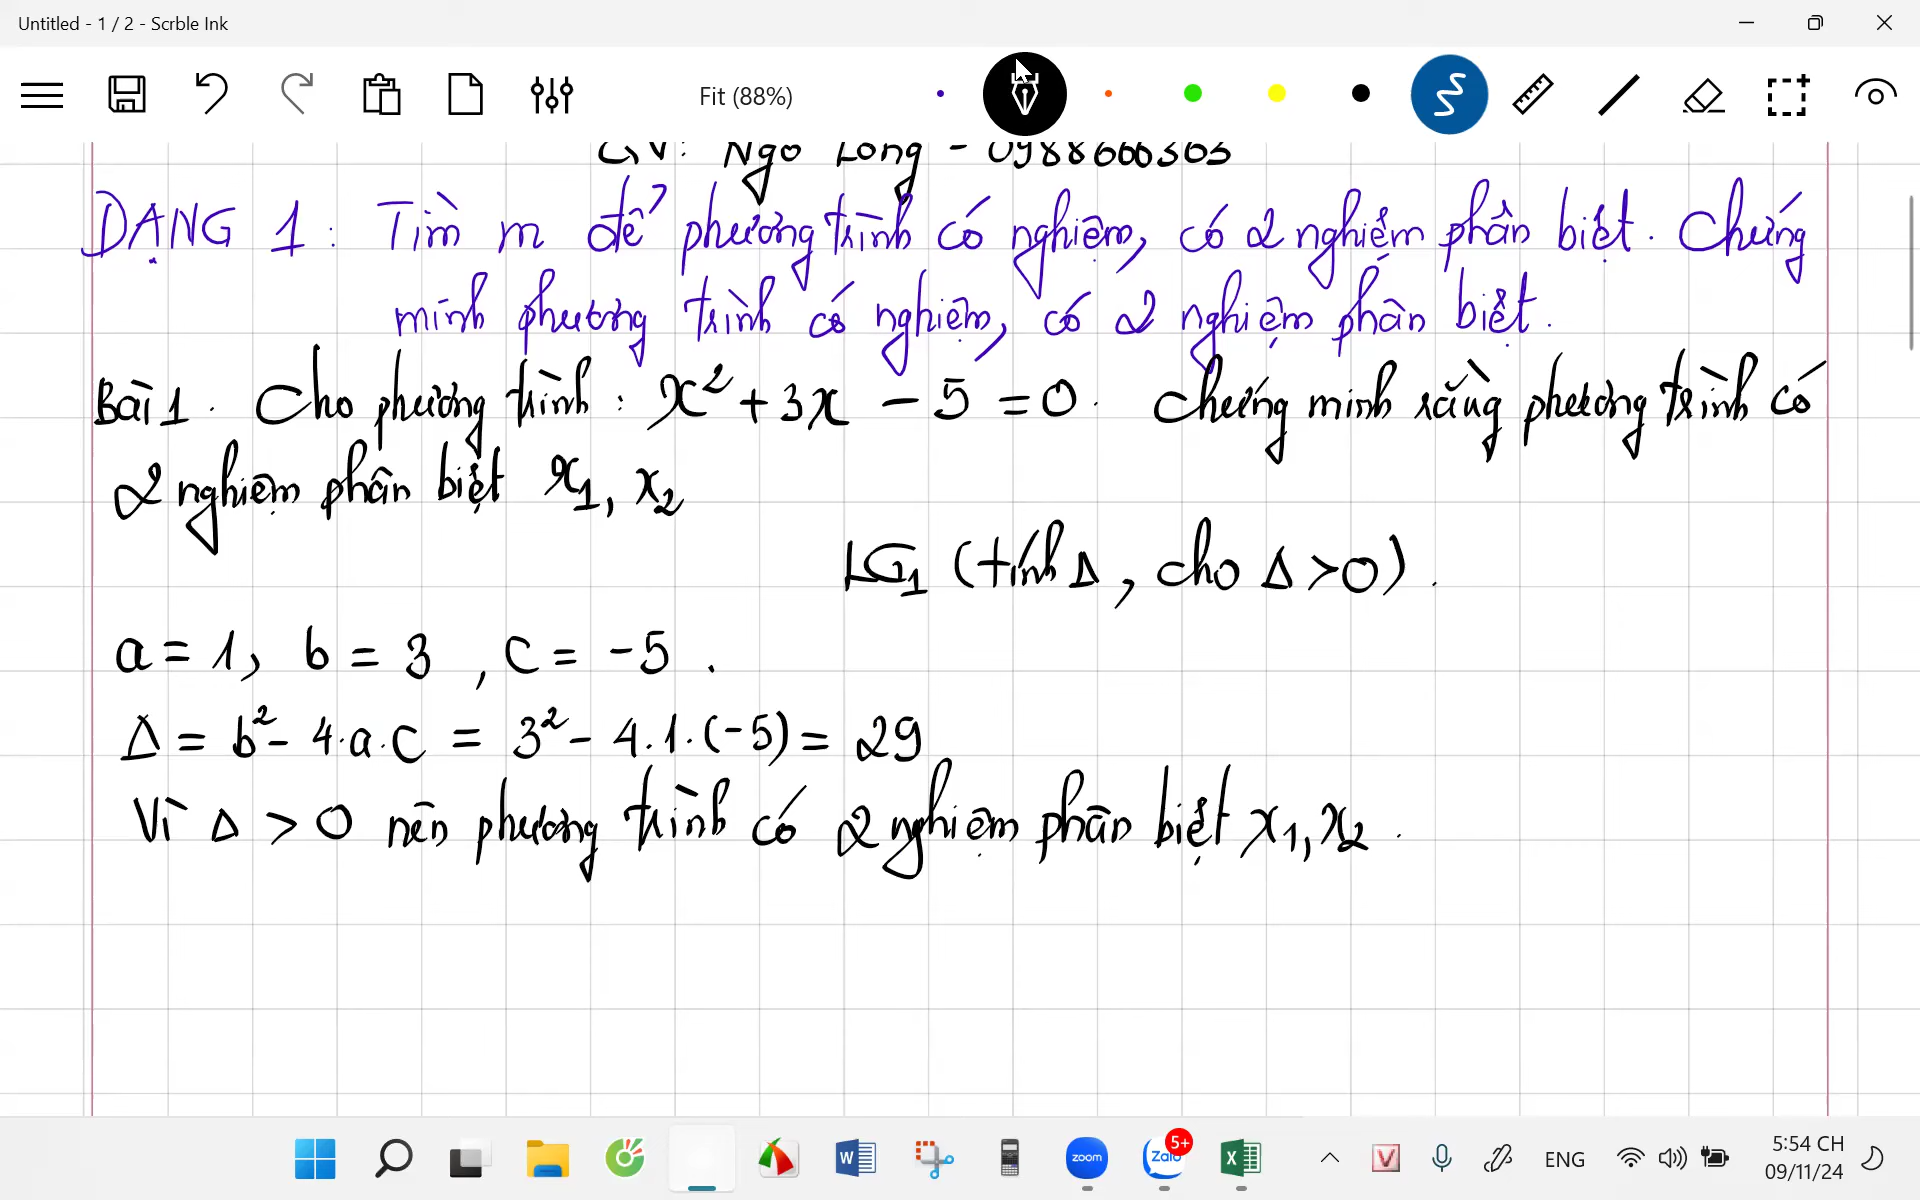 Untitled - 1 / 2 - Scrble Ink
Fit (88%)
GV: Ngô Long - 0988666363
DẠNG 1: Tìm m để phương trình có nghiệm, có 2 nghiệm phân biệt. Chứng
minh phương trình có nghiệm, có 2 nghiệm phân biệt.
Bài 1. Cho phương trình: x² + 3x - 5 = 0. Chứng minh rằng phương trình có
2 nghiệm phân biệt x₁, x₂
LG₁ (tính Δ, cho Δ > 0).
a = 1, b = 3, c = -5.
Δ = b² - 4.a.c = 3² - 4.1.(-5) = 29
Vì Δ > 0 nên phương trình có 2 nghiệm phân biệt x₁, x₂.
W
zoom
Zalo
5+
X
V
ENG
5:54 CH
09/11/24